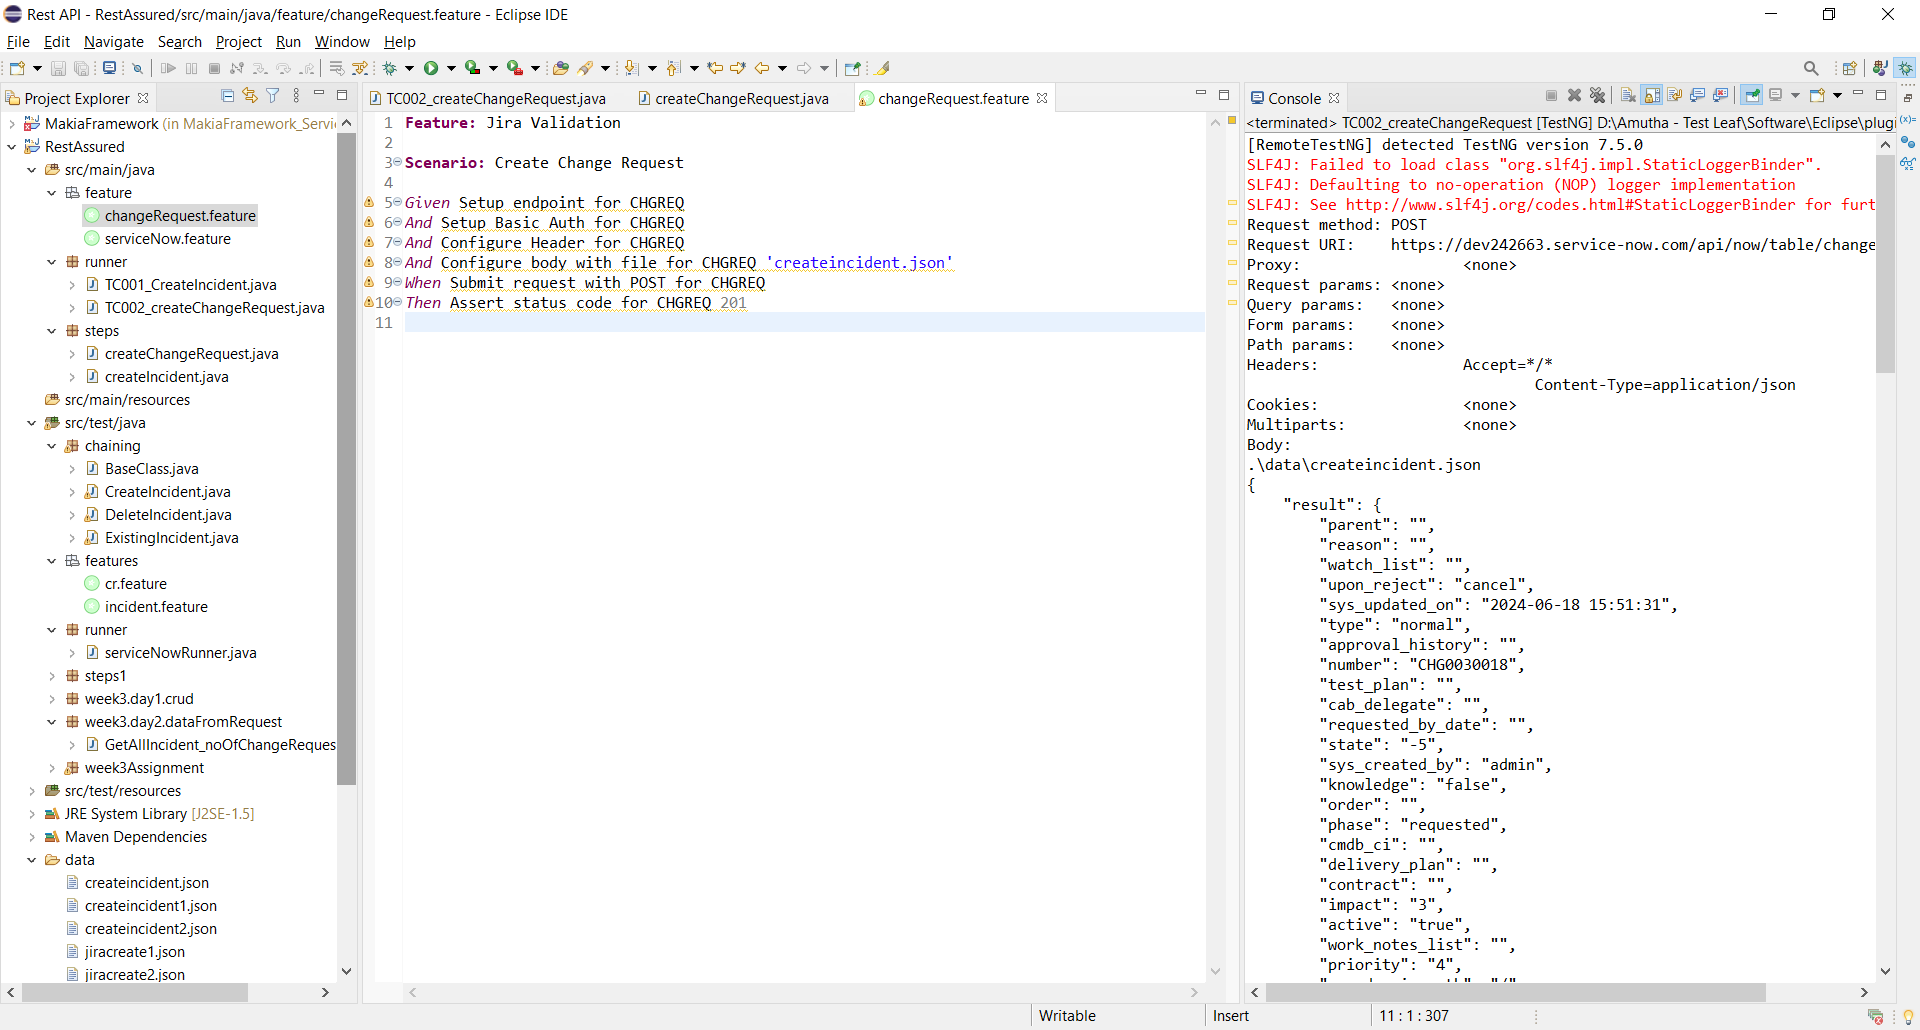 Rest API - RestAssured/src/main/java/feature/changeRequest.feature - Eclipse IDE
File Edit Navigate Search Project Run Window Help
Project Explorer
MakiaFramework (in MakiaFramework_Servi
RestAssured
src/main/java
feature
changeRequest.feature
serviceNow.feature
runner
TC001_CreateIncident.java
TC002_createChangeRequest.java
steps
createChangeRequest.java
createIncident.java
src/main/resources
src/test/java
chaining
BaseClass.java
CreateIncident.java
DeleteIncident.java
ExistingIncident.java
features
cr.feature
incident.feature
runner
serviceNowRunner.java
steps1
week3.day1.crud
week3.day2.dataFromRequest
GetAllIncident_noOfChangeReques
week3Assignment
src/test/resources
JRE System Library [J2SE-1.5]
Maven Dependencies
data
createincident.json
createincident1.json
createincident2.json
jiracreate1.json
jiracreate2.json
TC002_createChangeRequest.java createChangeRequest.java changeRequest.feature
1 Feature: Jira Validation
2
3 Scenario: Create Change Request
4
5 Given Setup endpoint for CHGREQ
6 And Setup Basic Auth for CHGREQ
7 And Configure Header for CHGREQ
8 And Configure body with file for CHGREQ 'createincident.json'
9 When Submit request with POST for CHGREQ
10 Then Assert status code for CHGREQ 201
11
Console
<terminated> TC002_createChangeRequest [TestNG] D:\Amutha - Test Leaf\Software\Eclipse\plugi
[RemoteTestNG] detected TestNG version 7.5.0
SLF4J: Failed to load class "org.slf4j.impl.StaticLoggerBinder".
SLF4J: Defaulting to no-operation (NOP) logger implementation
SLF4J: See http://www.slf4j.org/codes.html#StaticLoggerBinder for furt
Request method: POST
Request URI: https://dev242663.service-now.com/api/now/table/change
Proxy: <none>
Request params: <none>
Query params: <none>
Form params: <none>
Path params: <none>
Headers: Accept=*/*
Content-Type=application/json
Cookies: <none>
Multiparts: <none>
Body:
.\data\createincident.json
{
"result": {
"parent": "",
"reason": "",
"watch_list": "",
"upon_reject": "cancel",
"sys_updated_on": "2024-06-18 15:51:31",
"type": "normal",
"approval_history": "",
"number": "CHG0030018",
"test_plan": "",
"cab_delegate": "",
"requested_by_date": "",
"state": "-5",
"sys_created_by": "admin",
"knowledge": "false",
"order": "",
"phase": "requested",
"cmdb_ci": "",
"delivery_plan": "",
"contract": "",
"impact": "3",
"active": "true",
"work_notes_list": "",
"priority": "4",
Writable Insert 11 : 1 : 307